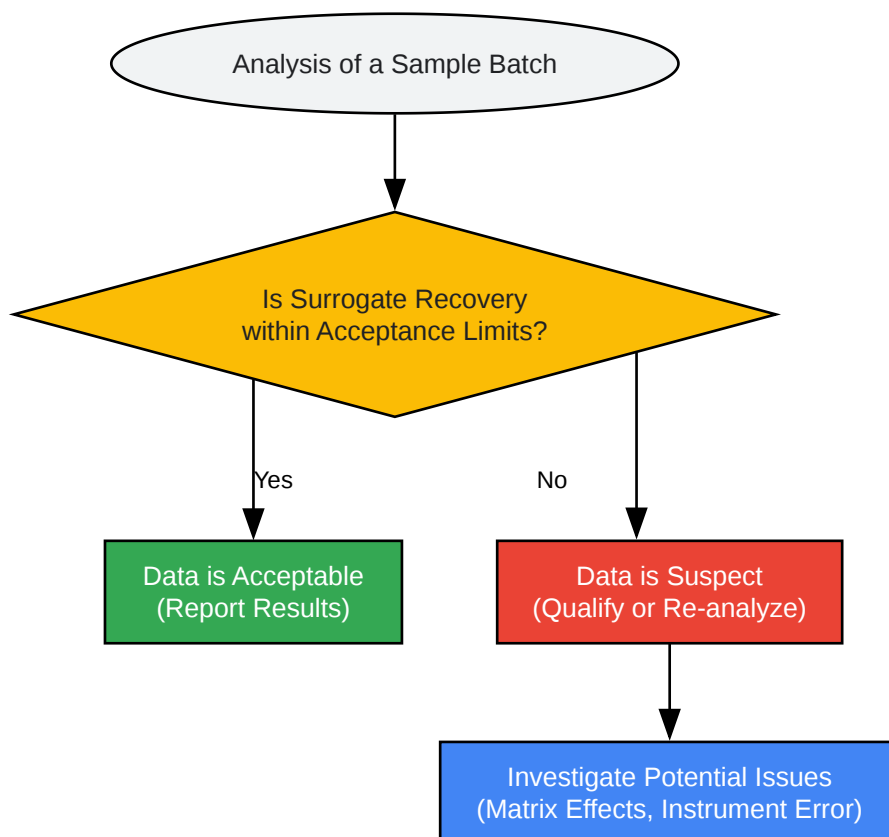 Analysis of a Sample Batch
Is Surrogate Recovery
within Acceptance Limits?
Yes
No
Data is Acceptable
(Report Results)
Data is Suspect
(Qualify or Re-analyze)
Investigate Potential Issues
(Matrix Effects, Instrument Error)